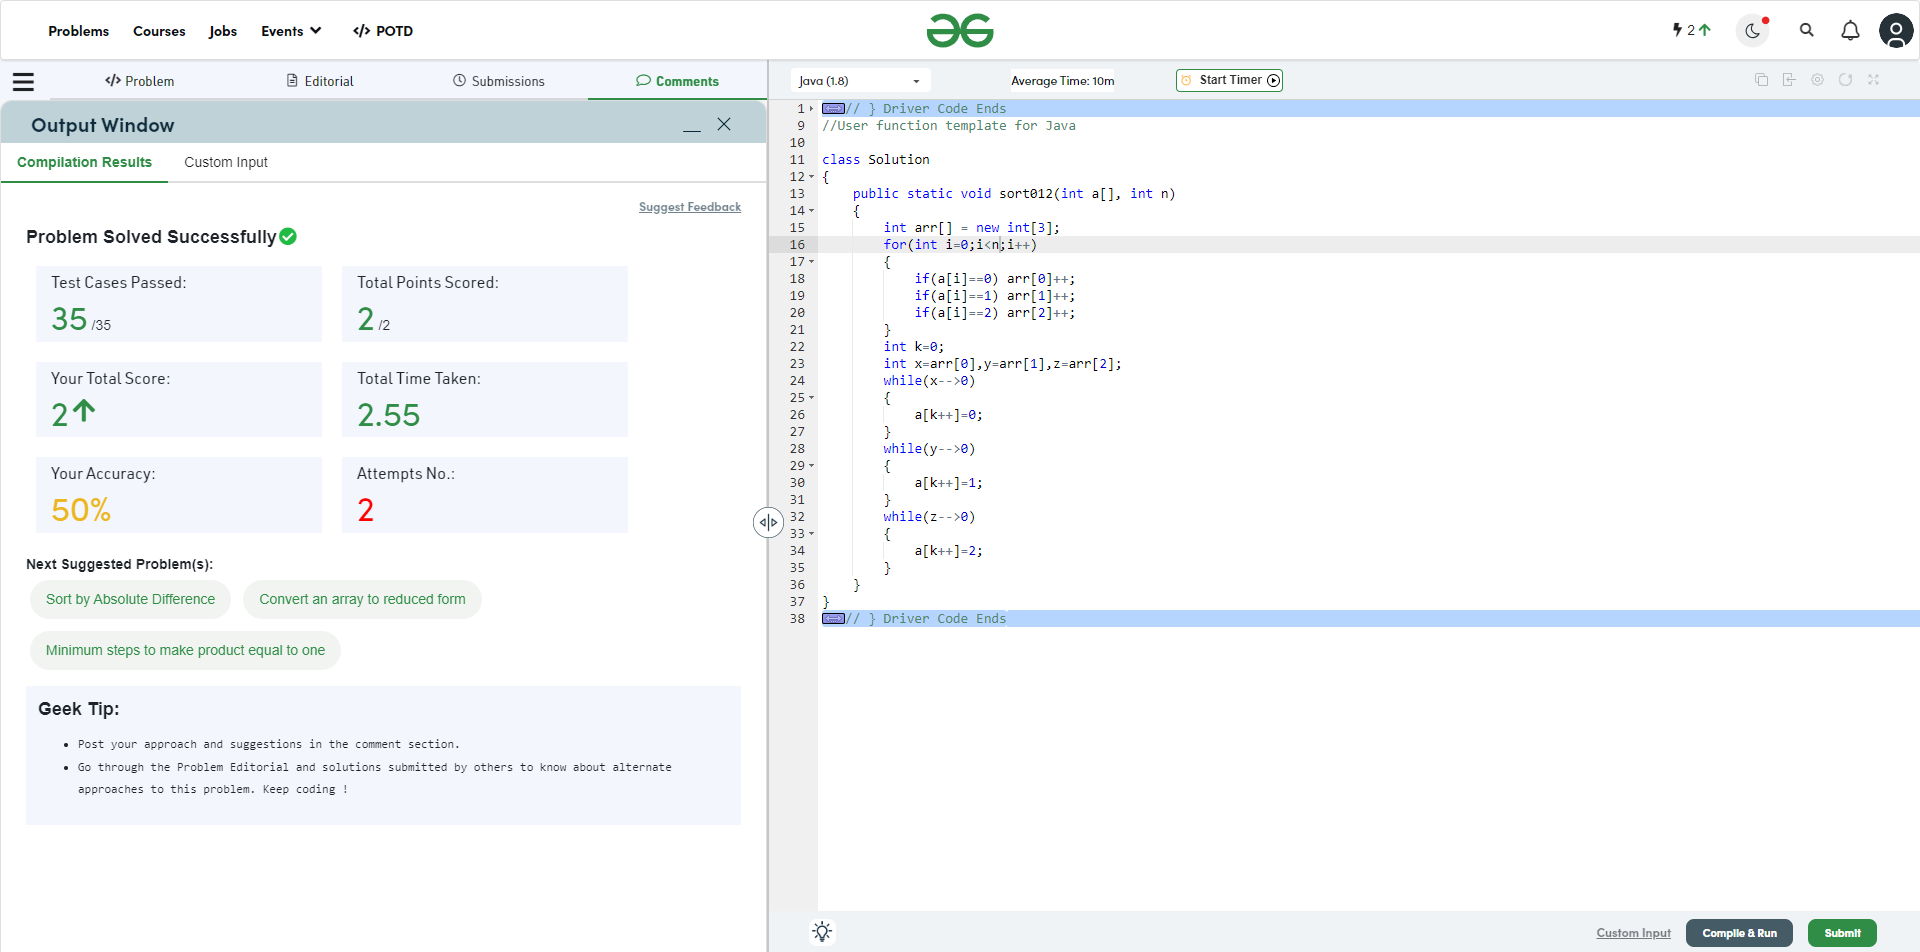 Problems Courses Jobs Events </> POTD
2
</> Problem Editorial Submissions Comments
Java (1.8) Average Time: 10m Start Timer
Output Window
Compilation Results Custom Input
Suggest Feedback
Problem Solved Successfully
Test Cases Passed:
35 /35
Total Points Scored:
2 /2
Your Total Score:
2
Total Time Taken:
2.55
Your Accuracy:
50%
Attempts No.:
2
Next Suggested Problem(s):
Sort by Absolute Difference Convert an array to reduced form
Minimum steps to make product equal to one
Geek Tip:
• Post your approach and suggestions in the comment section.
• Go through the Problem Editorial and solutions submitted by others to know about alternate
approaches to this problem. Keep coding !
1 // } Driver Code Ends
9 //User function template for Java
10
11 class Solution
12 {
13     public static void sort012(int a[], int n)
14     {
15         int arr[] = new int[3];
16         for(int i=0;i<n;i++)
17         {
18             if(a[i]==0) arr[0]++;
19             if(a[i]==1) arr[1]++;
20             if(a[i]==2) arr[2]++;
21         }
22         int k=0;
23         int x=arr[0],y=arr[1],z=arr[2];
24         while(x-->0)
25         {
26             a[k++]=0;
27         }
28         while(y-->0)
29         {
30             a[k++]=1;
31         }
32         while(z-->0)
33         {
34             a[k++]=2;
35         }
36     }
37 }
38 // } Driver Code Ends
Custom Input Compile & Run Submit